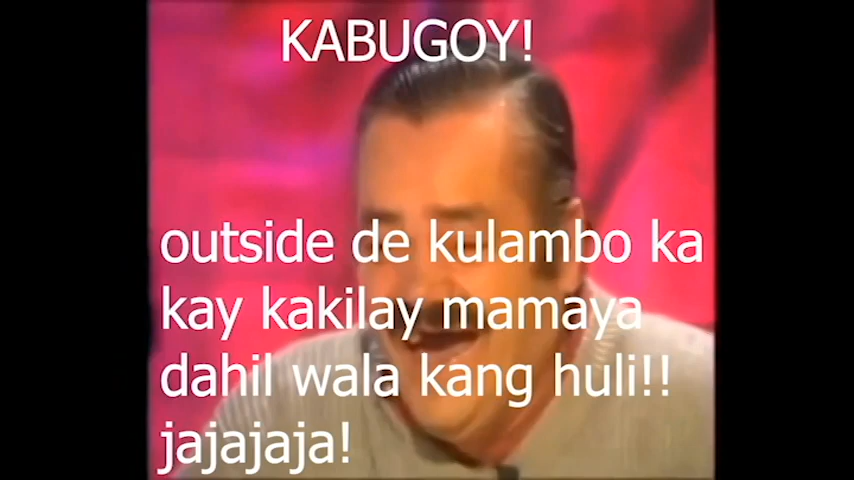 KABUGOY!
outside de kulambo ka
kay kakilay mamaya
dahil wala kang huli!!
jajajaja!